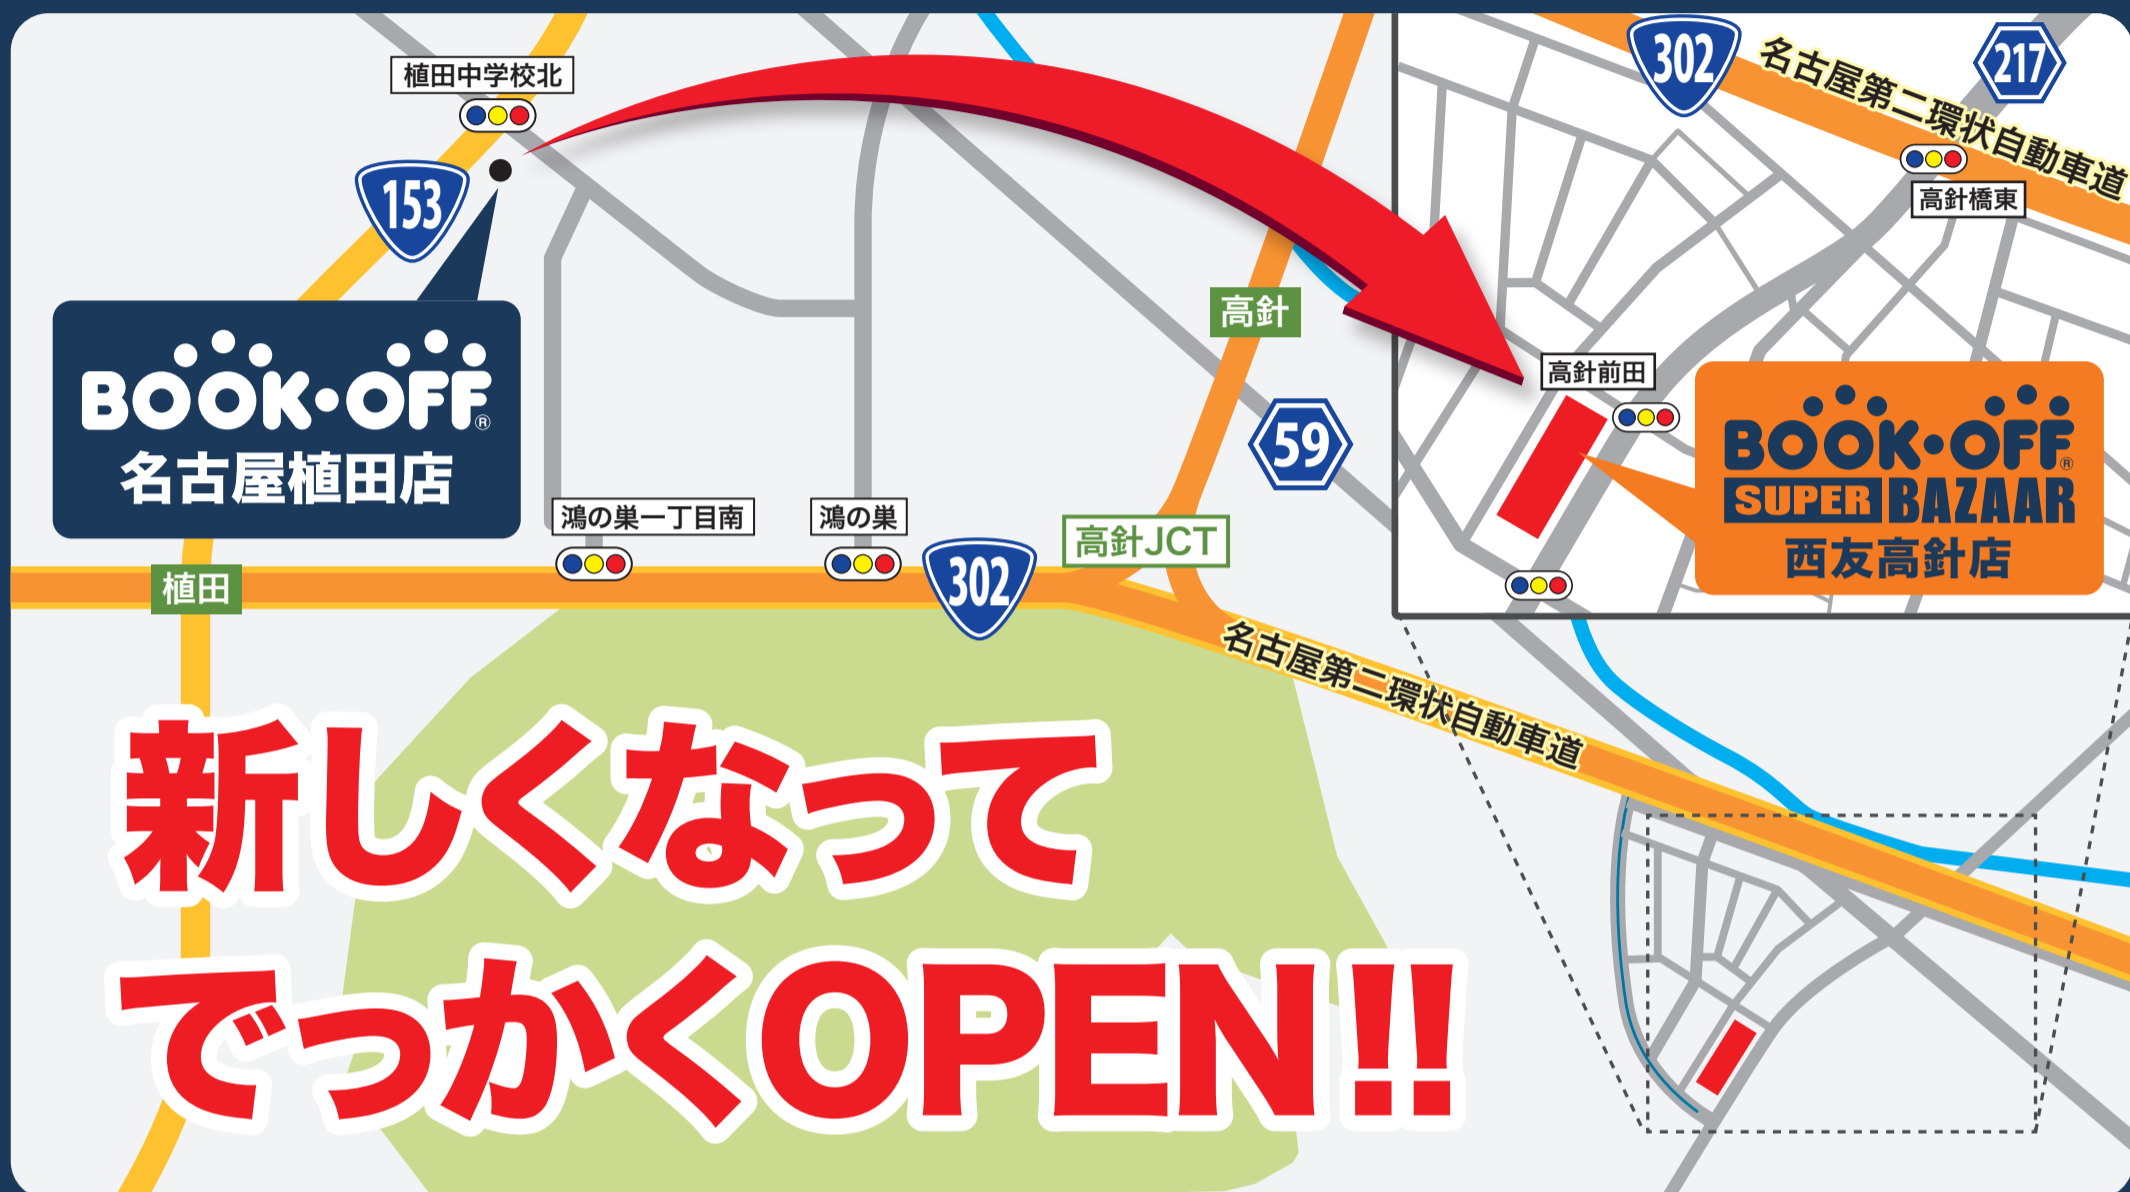 植田中学校北
153
BOOK・OFF®
名古屋植田店
植田
鴻の巣一丁目南
鴻の巣
302
高針JCT
高針
59
名古屋第二環状自動車道
302
名古屋第二環状自動車道
217
高針橋東
高針前田
BOOK・OFF®
SUPER BAZAAR
西友高針店
新しくなって
でっかくOPEN!!